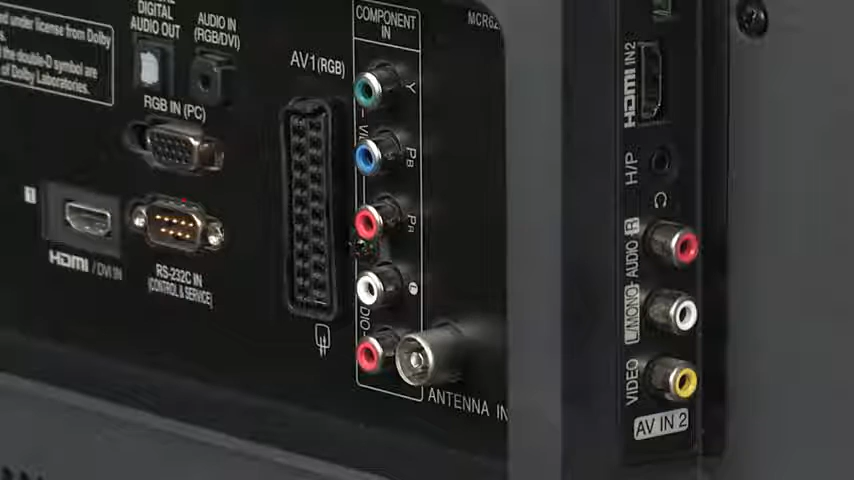 ed under license from Dolby
d the double-D symbol are
of Dolby Laboratories.
DIGITAL
AUDIO OUT
AUDIO IN
(RGB/DVI)
RGB IN (PC)
1
HDMI / DVI IN
RS-232C IN
(CONTROL & SERVICE)
AV1(RGB)
COMPONENT
IN
Y
PB
PR
ANTENNA IN
HDMI IN2
H/P
L/MONO-AUDIO-R
VIDEO
AV IN 2